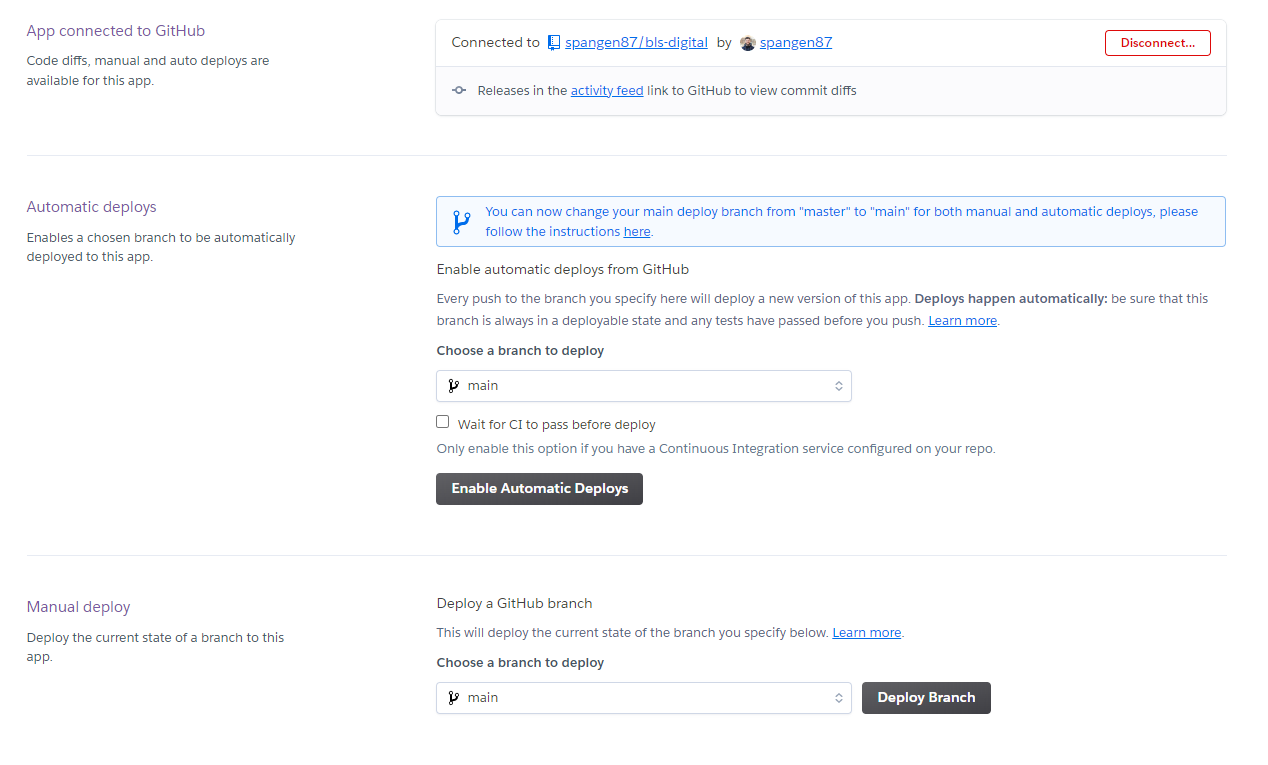 App connected to GitHub
Code diffs, manual and auto deploys are
available for this app.
Connected to spangen87/bls-digital by spangen87
Disconnect...
Releases in the activity feed link to GitHub to view commit diffs
Automatic deploys
Enables a chosen branch to be automatically
deployed to this app.
You can now change your main deploy branch from "master" to "main" for both manual and automatic deploys, please
follow the instructions here.
Enable automatic deploys from GitHub
Every push to the branch you specify here will deploy a new version of this app. Deploys happen automatically: be sure that this
branch is always in a deployable state and any tests have passed before you push. Learn more.
Choose a branch to deploy
main
Wait for CI to pass before deploy
Only enable this option if you have a Continuous Integration service configured on your repo.
Enable Automatic Deploys
Manual deploy
Deploy the current state of a branch to this
app.
Deploy a GitHub branch
This will deploy the current state of the branch you specify below. Learn more.
Choose a branch to deploy
main
Deploy Branch